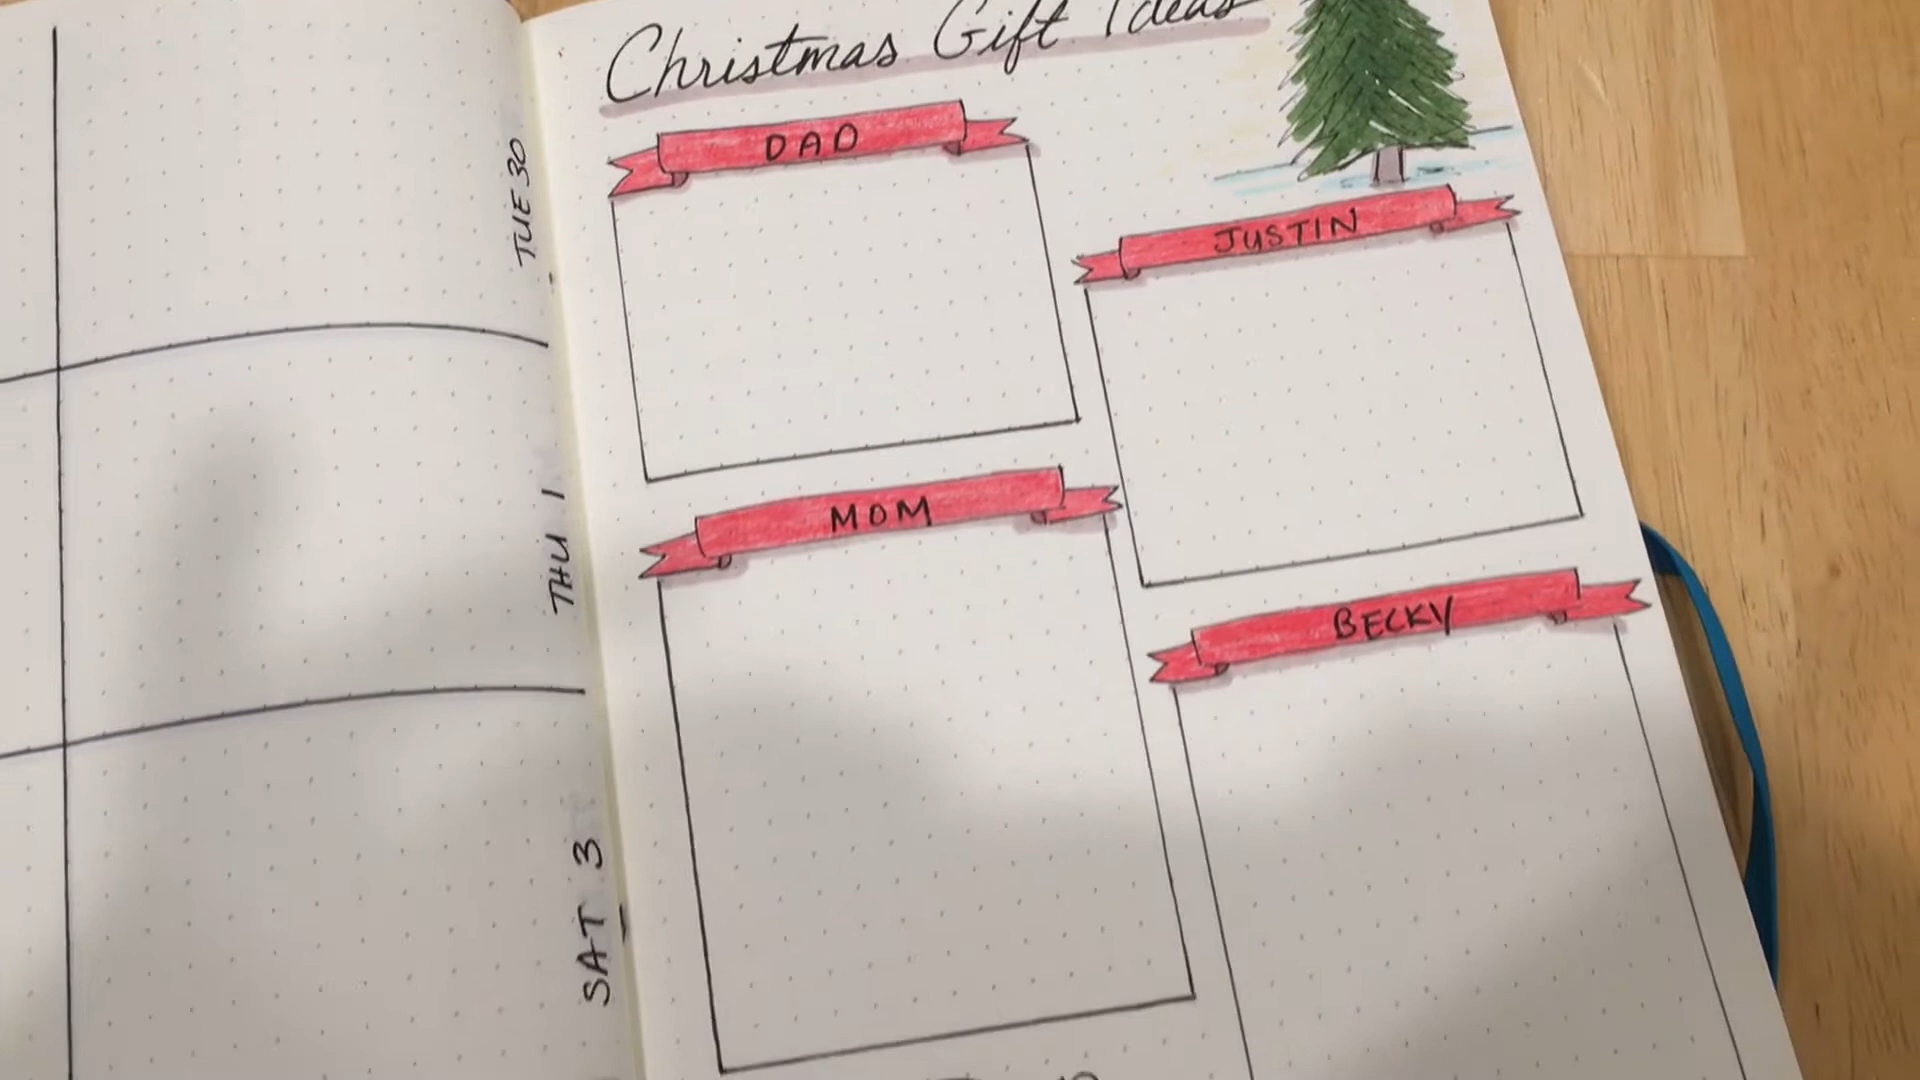 TUE 30
THU 1
SAT 3
Christmas Gift Ideas
DAD
JUSTIN
MOM
BECKY